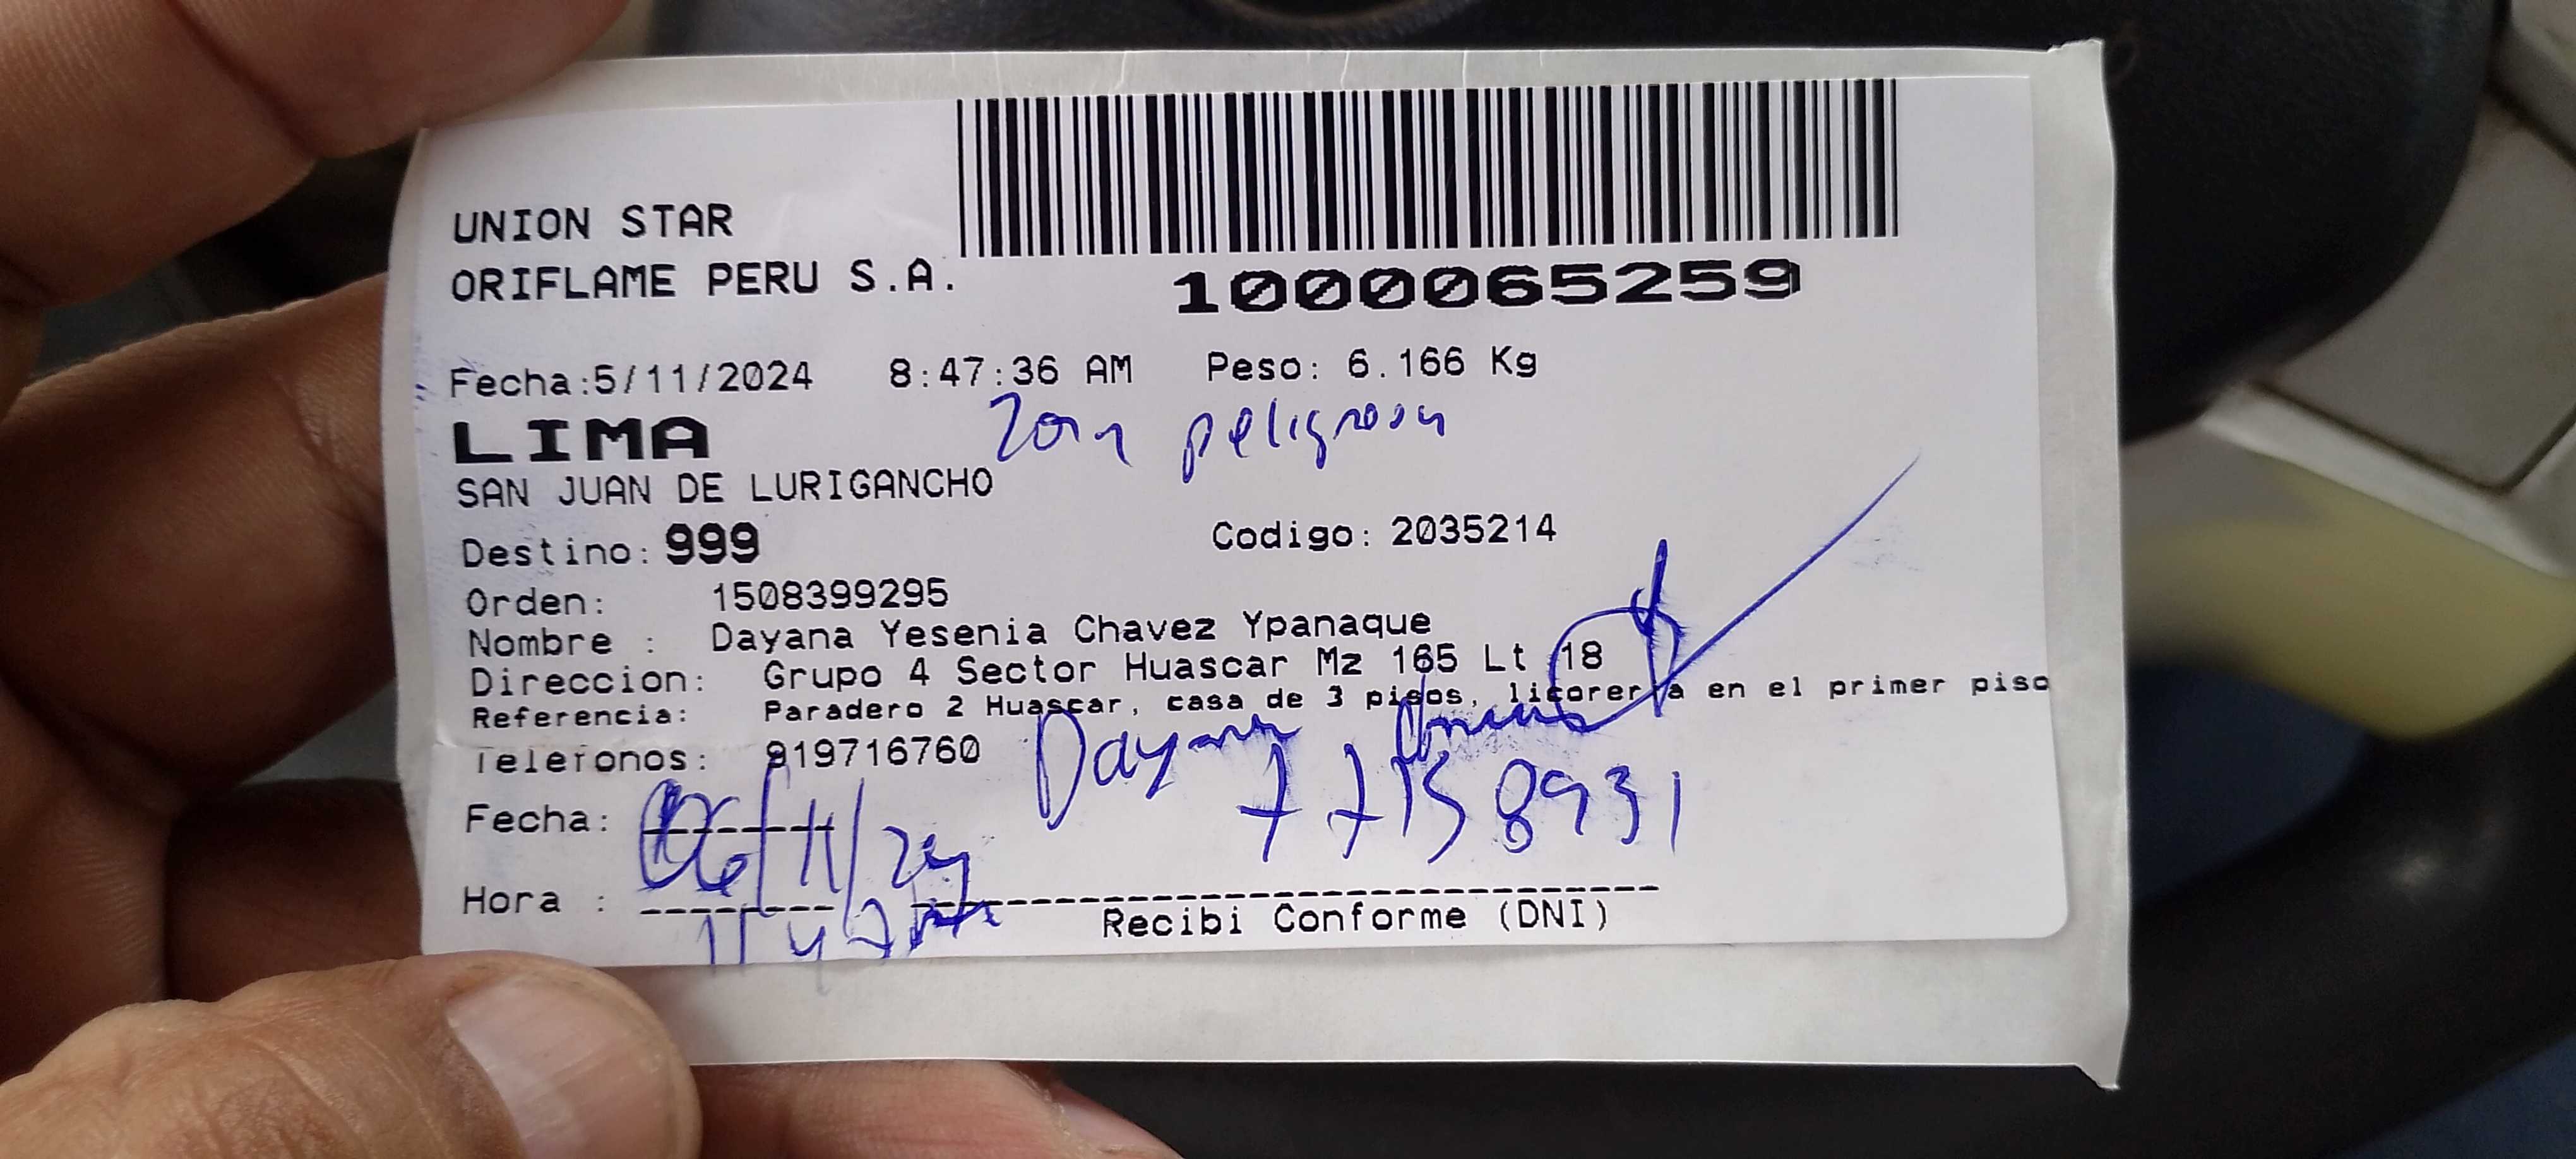 UNION STAR
ORIFLAME PERU S.A.
1000065259
Fecha:5/11/2024 8:47:36 AM Peso: 6.166 Kg
LIMA
Zona peligrosa
SAN JUAN DE LURIGANCHO
Destino: 999 Codigo: 2035214
Orden: 1508399295
Nombre : Dayana Yesenia Chavez Ypanaque
Direccion: Grupo 4 Sector Huascar Mz 165 Lt 18
Referencia: Paradero 2 Huascar, casa de 3 pisos, licoreria en el primer piso
Telefonos: 919716760
Dayana
77158931
Fecha: 06/11/24
Hora :
Recibi Conforme (DNI)